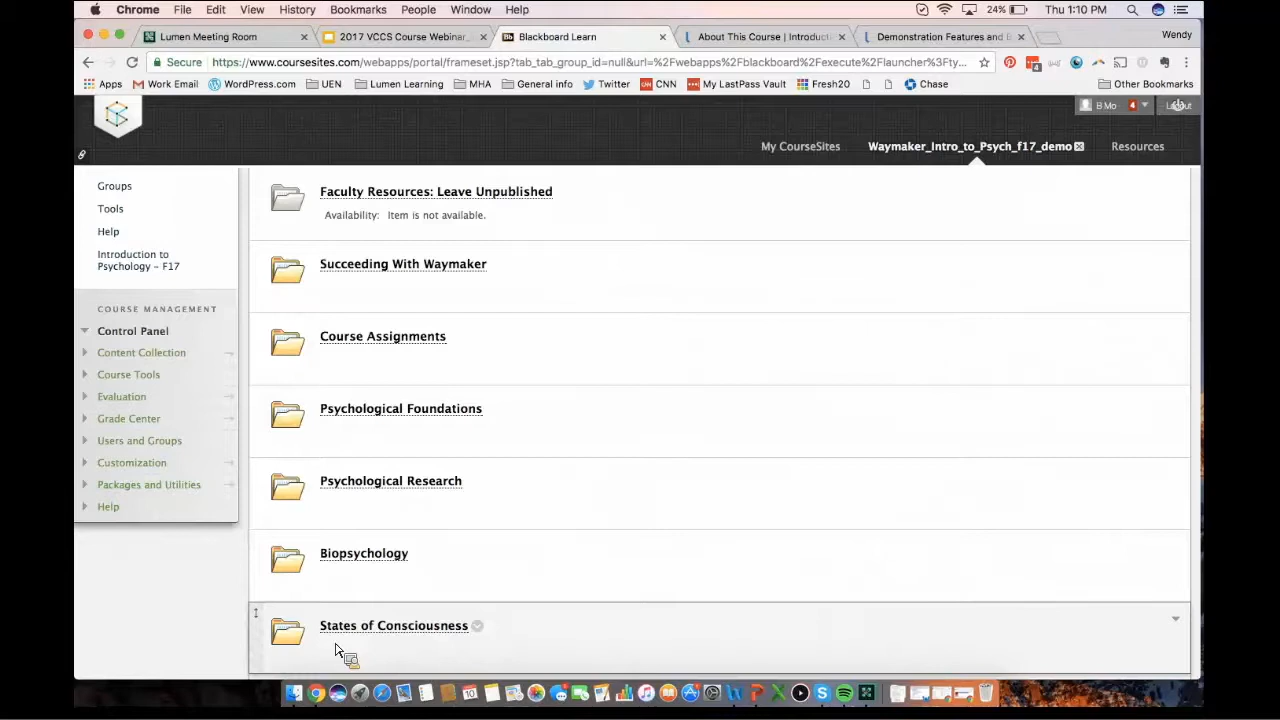 Chrome File Edit View History Bookmarks People Window Help 24% Thu 1:10 PM
Lumen Meeting Room 2017 VCCS Course Webinar Bb Blackboard Learn About This Course | Introduct Demonstration Features and B Wendy
Secure https://www.coursesites.com/webapps/portal/frameset.jsp?tab_tab_group_id=null&url=%2Fwebapps%2Fblackboard%2Fexecute%2Flauncher%3Fty...
Apps Work Email WordPress.com UEN Lumen Learning MHA General info Twitter CNN My LastPass Vault Fresh20 Chase Other Bookmarks
B Mo 4 Logout
My CourseSites Waymaker_Intro_to_Psych_f17_demo Resources
Groups
Tools
Help
Introduction to
Psychology – F17
COURSE MANAGEMENT
Control Panel
Content Collection
Course Tools
Evaluation
Grade Center
Users and Groups
Customization
Packages and Utilities
Help
Faculty Resources: Leave Unpublished
Availability: Item is not available.
Succeeding With Waymaker
Course Assignments
Psychological Foundations
Psychological Research
Biopsychology
States of Consciousness